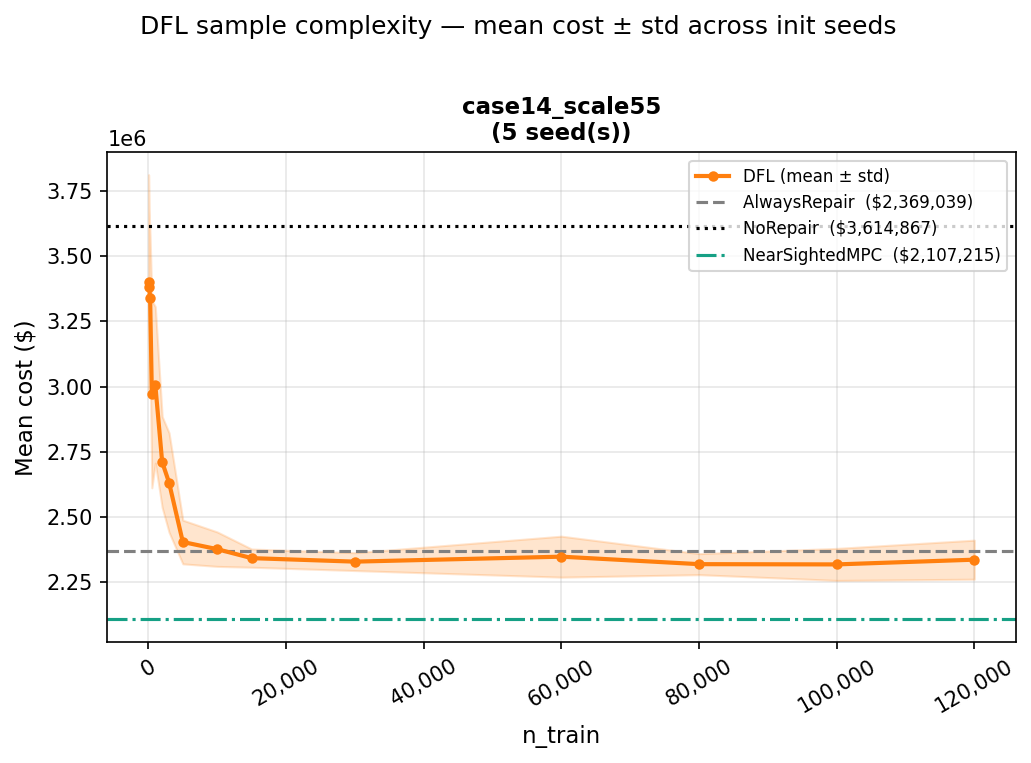 DFL sample complexity — mean cost ± std across init seeds
case14_scale55
(5 seed(s))
1e6
DFL (mean ± std)
AlwaysRepair ($2,369,039)
NoRepair ($3,614,867)
NearSightedMPC ($2,107,215)
Mean cost ($)
3.75
3.50
3.25
3.00
2.75
2.50
2.25
0
20,000
40,000
60,000
80,000
100,000
120,000
n_train